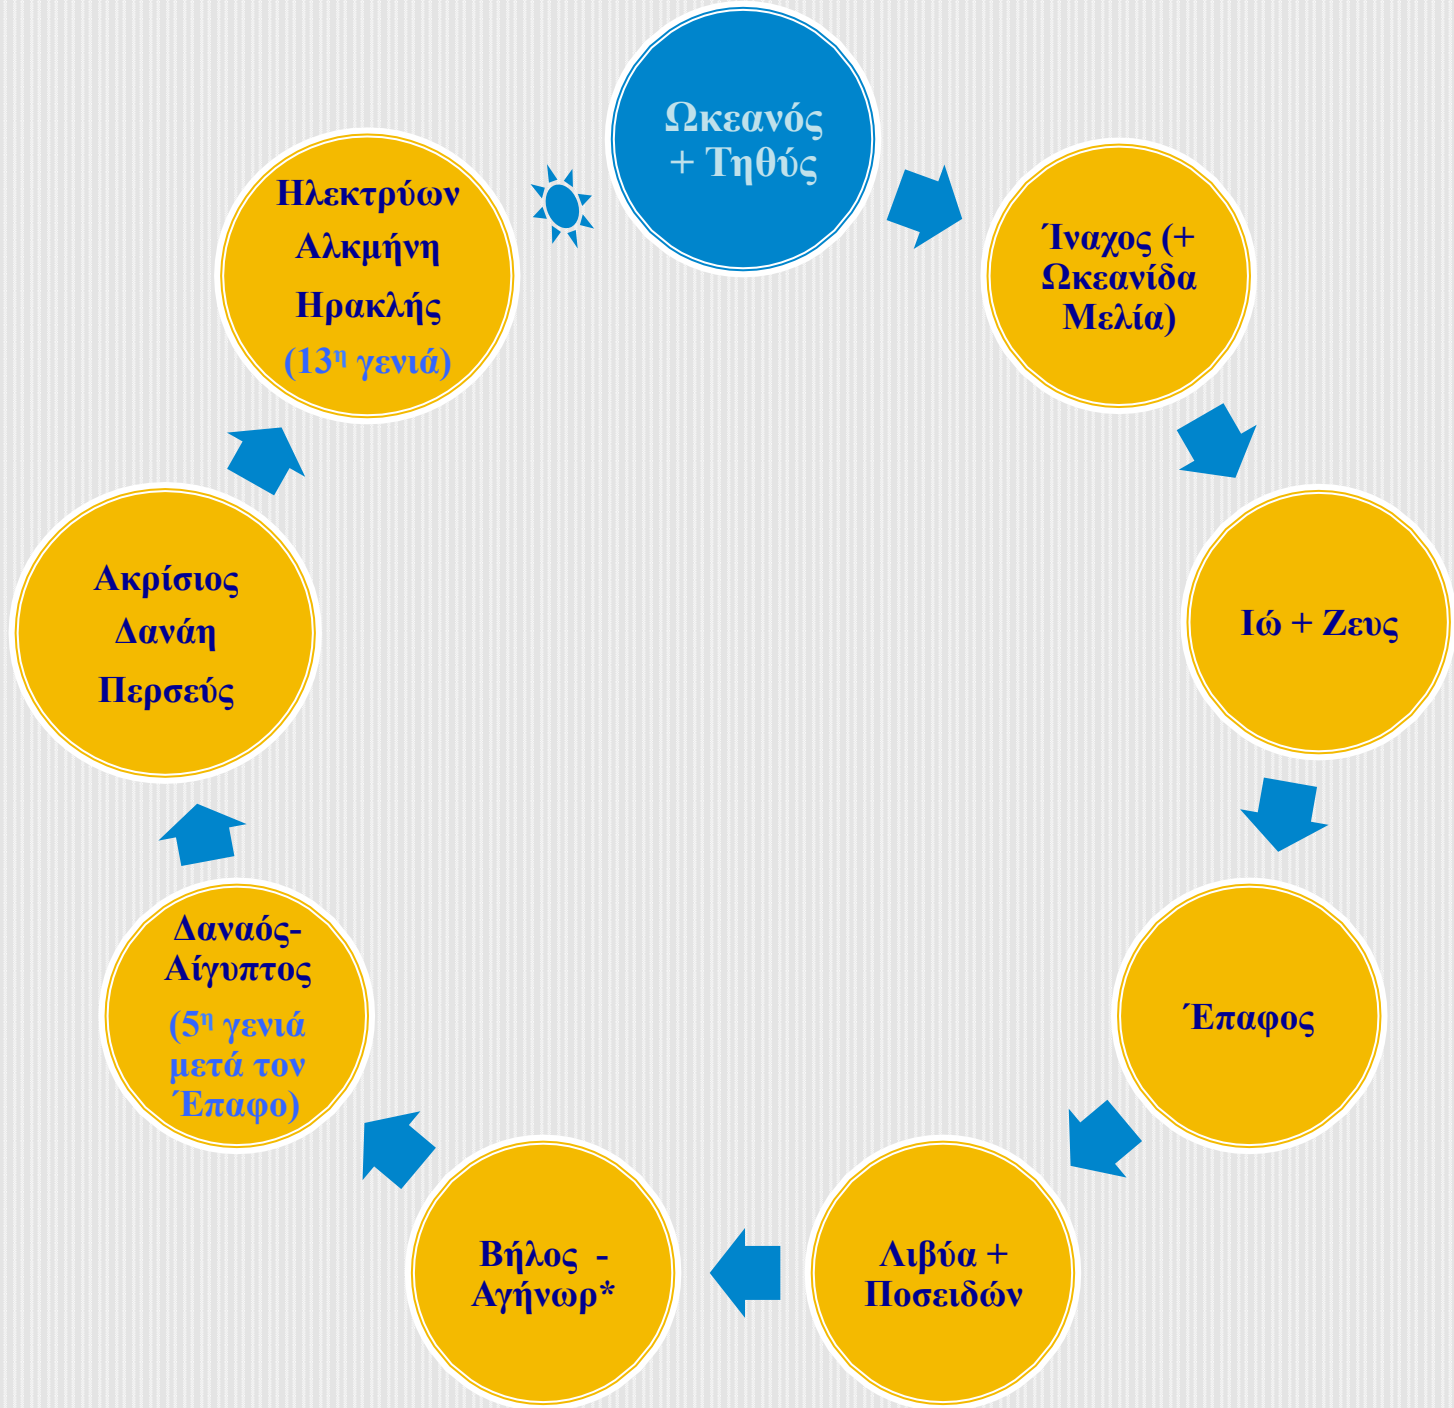 Ωκεανός
+ Τηθύς
Ίναχος (+
Ωκεανίδα
Μελία)
Ιώ + Ζευς
Έπαφος
Λιβύα +
Ποσειδών
Βήλος -
Αγήνωρ*
Δαναός-
Αίγυπτος
(5η γενιά
μετά τον
Έπαφο)
Ακρίσιος
Δανάη
Περσεύς
Ηλεκτρύων
Αλκμήνη
Ηρακλής
(13η γενιά)